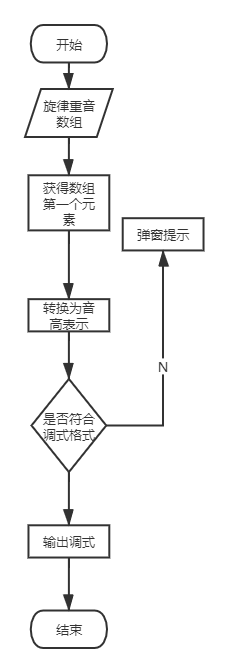 开始
旋律重音
数组
获得数组
第一个元
素
弹窗提示
转换为音
高表示
N
是否符合
调式格式
输出调式
结束